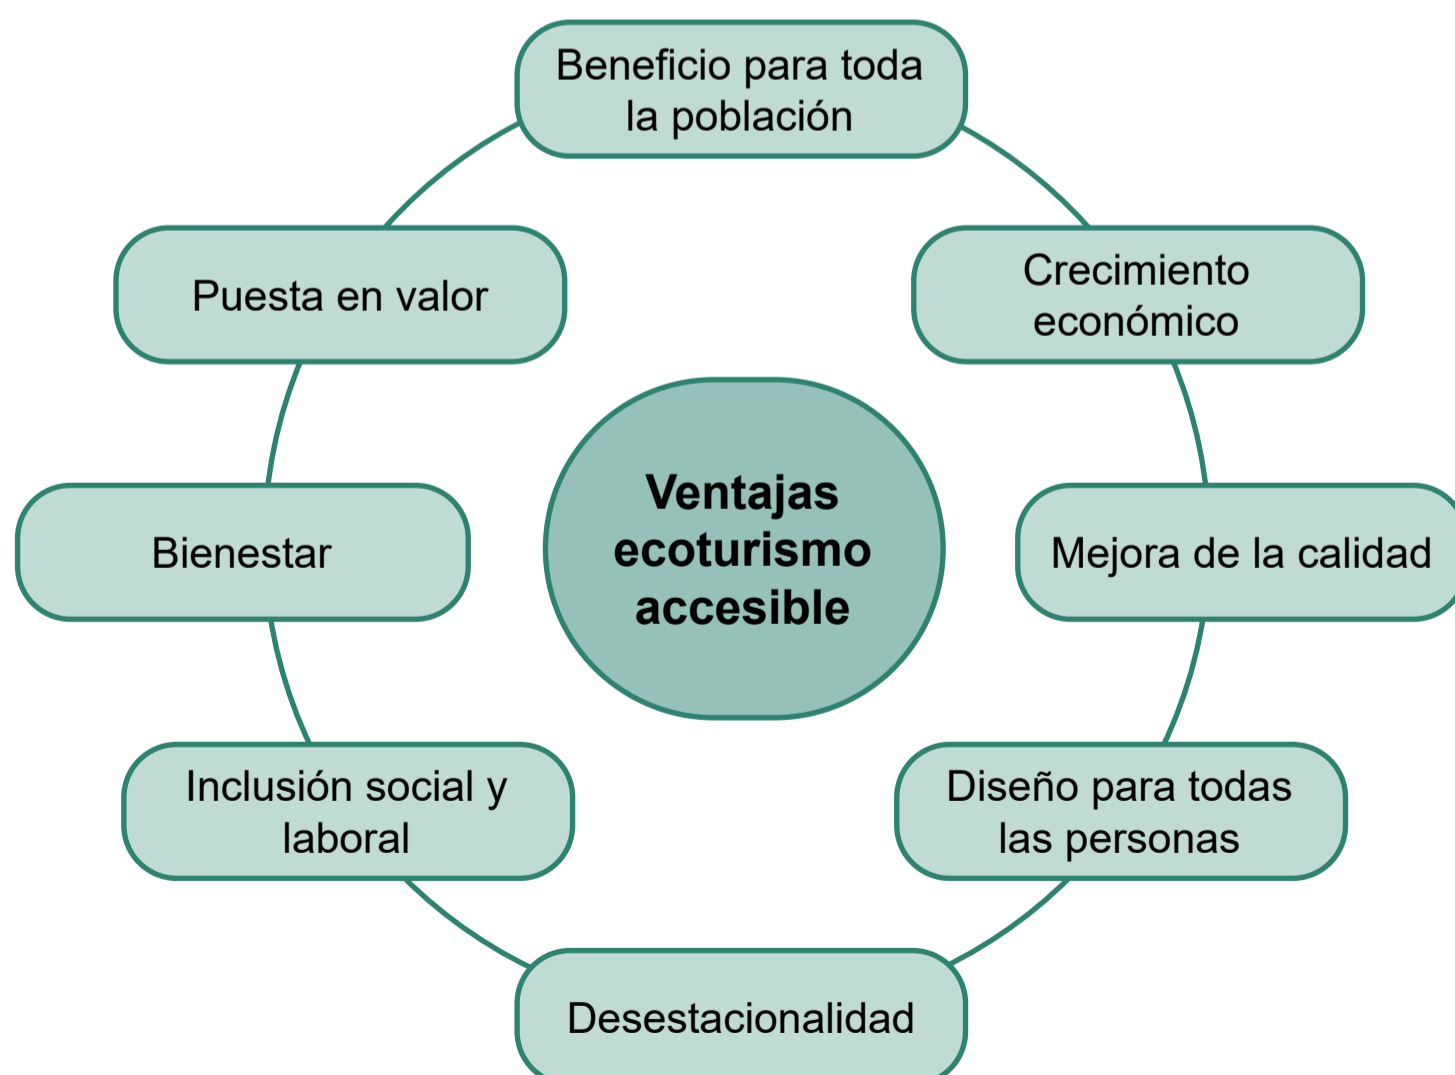 Beneficio para toda
la población
Crecimiento
económico
Puesta en valor
Ventajas
ecoturismo
accesible
Bienestar
Mejora de la calidad
Inclusión social y
laboral
Diseño para todas
las personas
Desestacionalidad